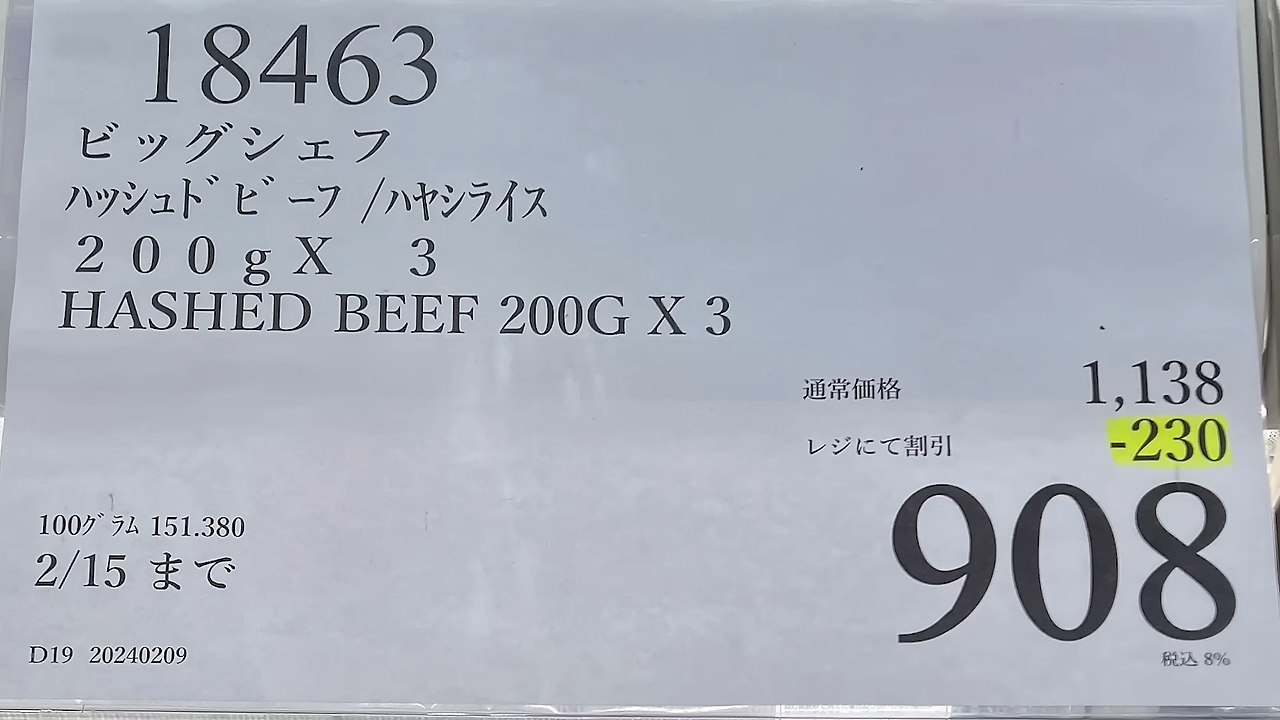 18463
ビッグシェフ
ﾊｯｼｭﾄﾞﾋﾞｰﾌ /ﾊﾔｼﾗｲｽ
２００ｇＸ　３
HASHED BEEF 200G X 3
通常価格 1,138
レジにて割引 -230
908
税込 8%
100ｸﾞﾗﾑ 151.380
2/15 まで
D19 20240209